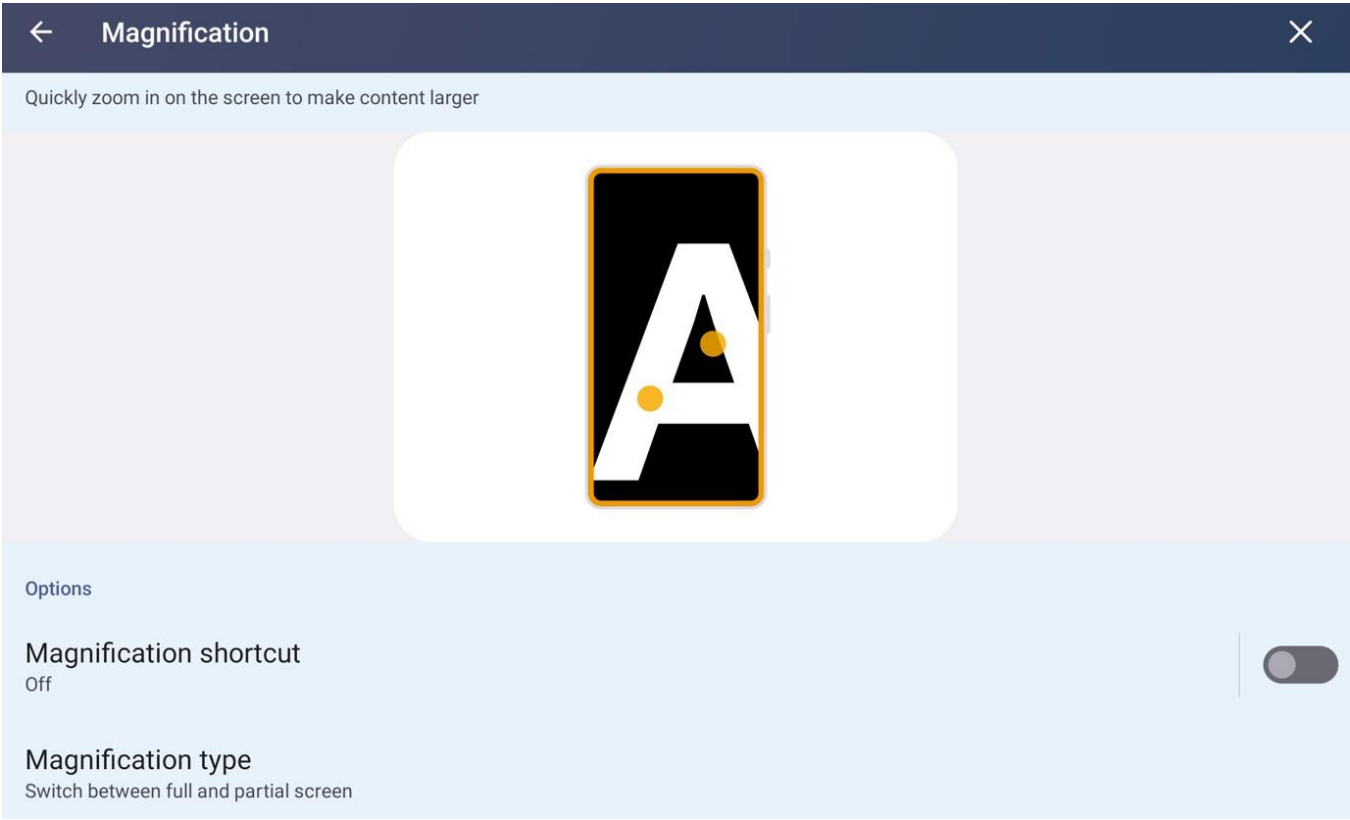 Magnification
Quickly zoom in on the screen to make content larger
A
Options
Magnification shortcut
Off
Magnification type
Switch between full and partial screen